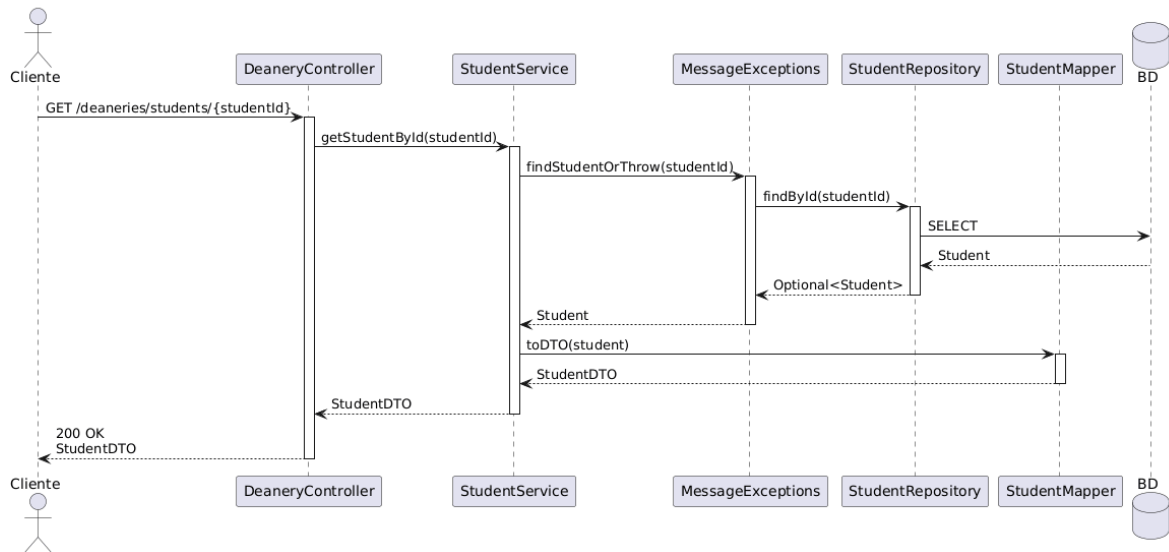 Cliente
DeaneryController
StudentService
MessageExceptions
StudentRepository
StudentMapper
BD
GET /deaneries/students/{studentId}
getStudentById(studentId)
findStudentOrThrow(studentId)
findById(studentId)
SELECT
Student
Optional<Student>
Student
toDTO(student)
StudentDTO
StudentDTO
200 OK
StudentDTO
Cliente
DeaneryController
StudentService
MessageExceptions
StudentRepository
StudentMapper
BD